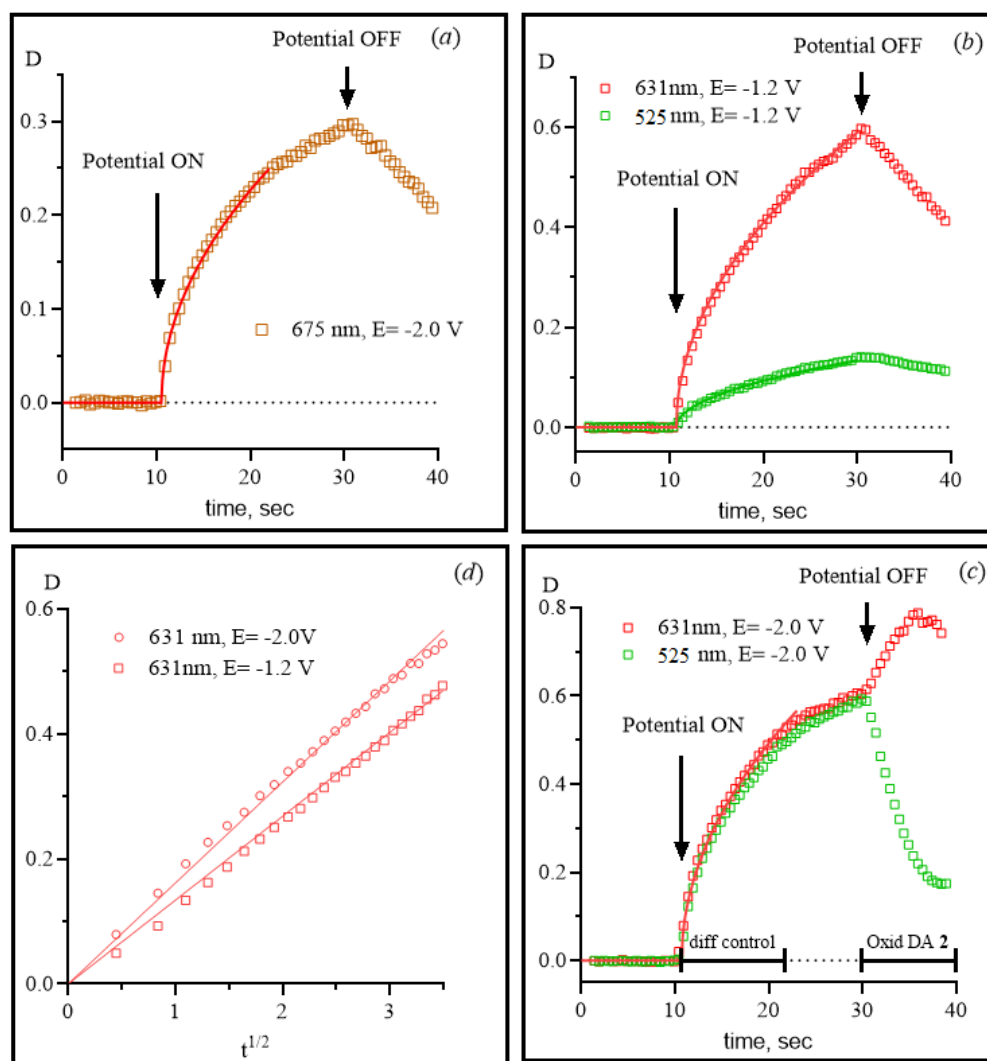 (a)
D
Potential OFF
Potential ON
0.3
0.2
0.1
0.0
675 nm, E= -2.0 V
0 10 20 30 40
time, sec
(b)
D
Potential OFF
631nm, E= -1.2 V
525 nm, E= -1.2 V
Potential ON
0.6
0.4
0.2
0.0
0 10 20 30 40
time, sec
(d)
D
0.6
0.4
0.2
0.0
631 nm, E= -2.0V
631nm, E= -1.2 V
0 1 2 3
t^1/2
(c)
D
Potential OFF
631nm, E= -2.0 V
525 nm, E= -2.0 V
Potential ON
0.8
0.6
0.4
0.2
0.0
diff control
Oxid DA 2
0 10 20 30 40
time, sec